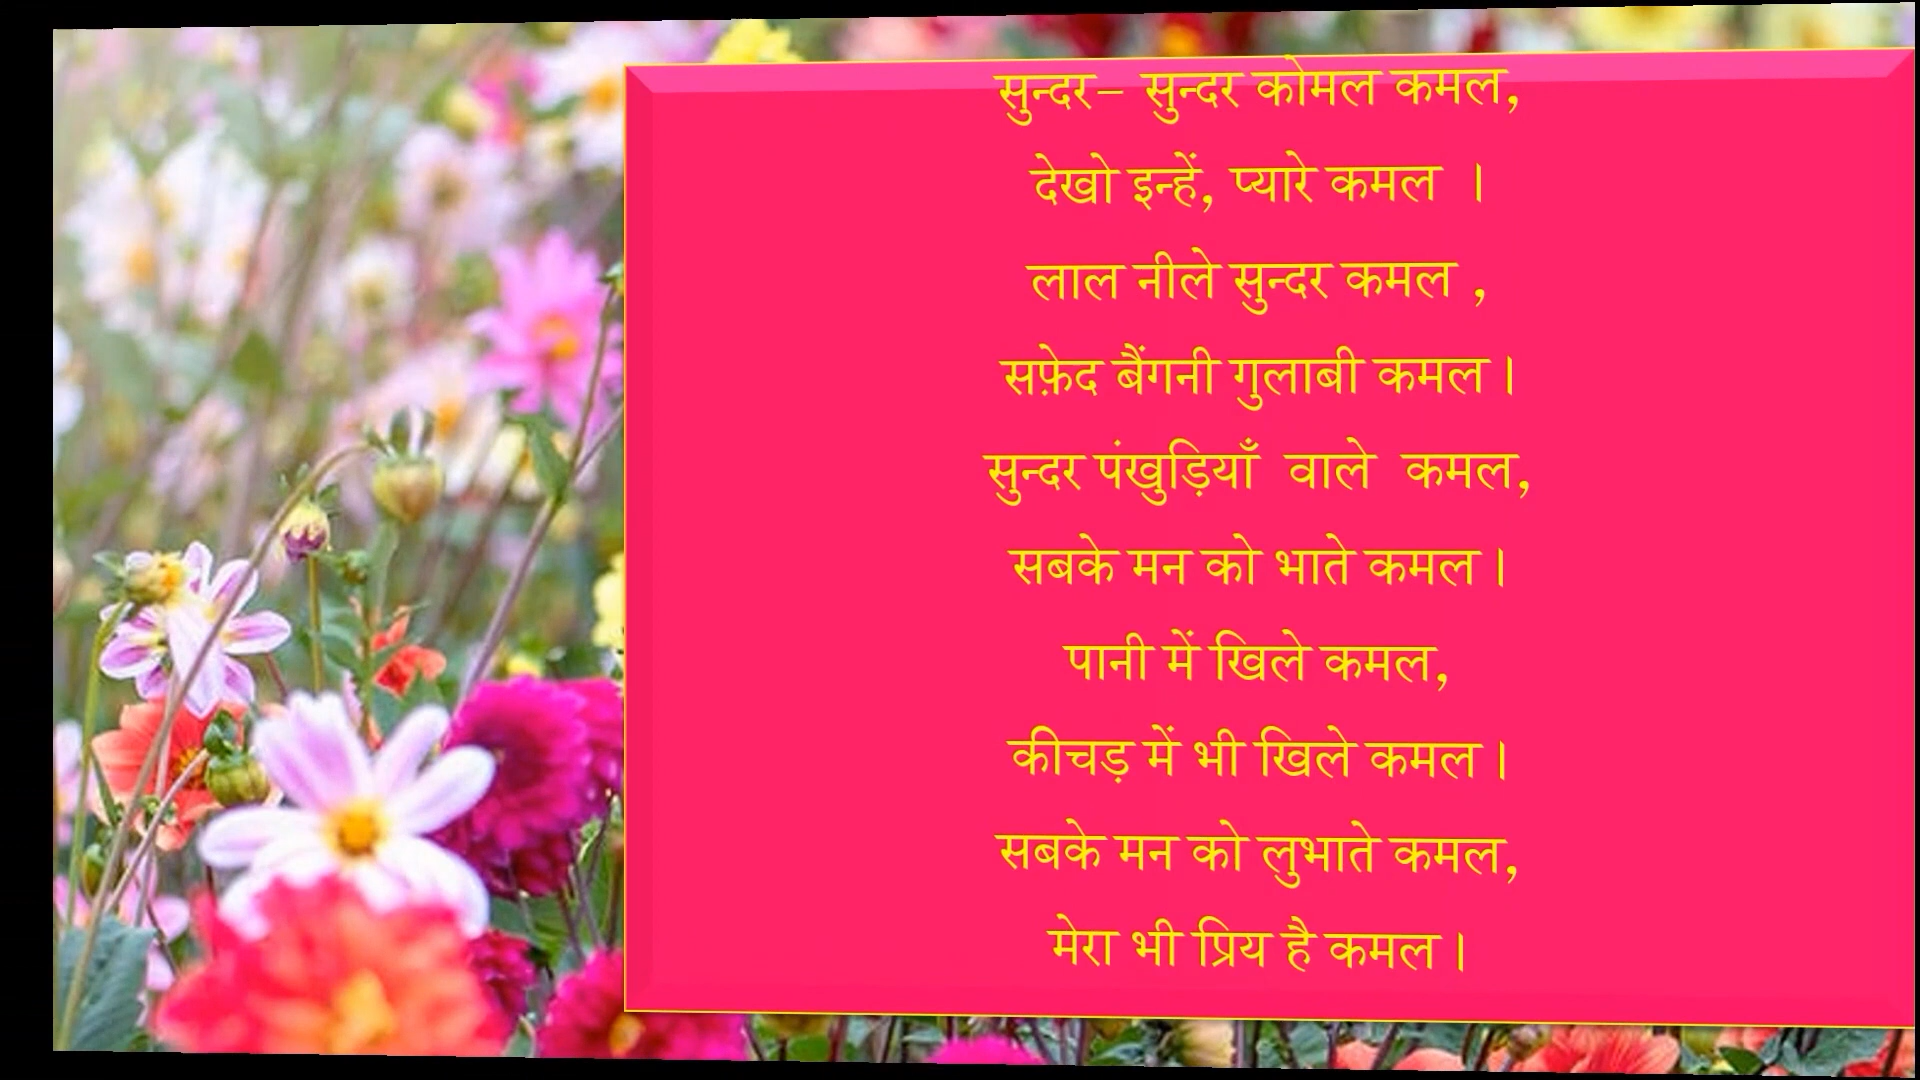 सुन्दर- सुन्दर कोमल कमल,
देखो इन्हें, प्यारे कमल ।
लाल नीले सुन्दर कमल ,
सफ़ेद बैंगनी गुलाबी कमल।
सुन्दर पंखुड़ियाँ वाले कमल,
सबके मन को भाते कमल।
पानी में खिले कमल,
कीचड़ में भी खिले कमल।
सबके मन को लुभाते कमल,
मेरा भी प्रिय है कमल।